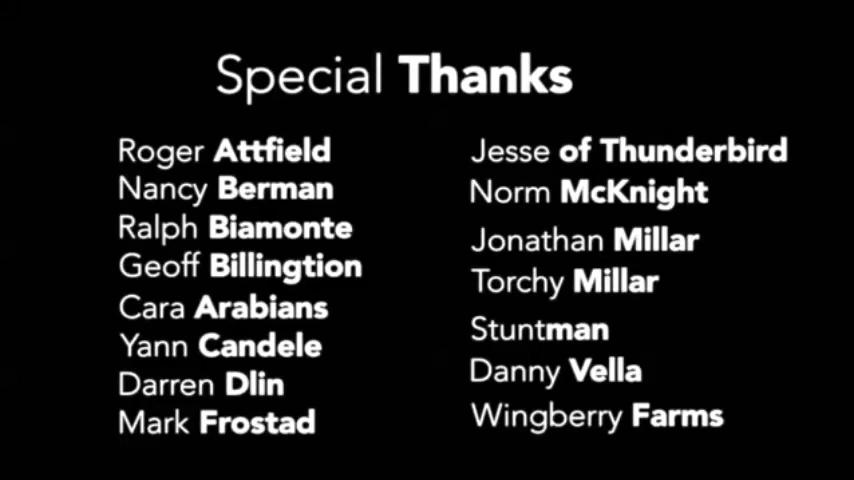 Special Thanks
Roger Attfield
Nancy Berman
Ralph Biamonte
Geoff Billingtion
Cara Arabians
Yann Candele
Darren Dlin
Mark Frostad
Jesse of Thunderbird
Norm McKnight
Jonathan Millar
Torchy Millar
Stuntman
Danny Vella
Wingberry Farms